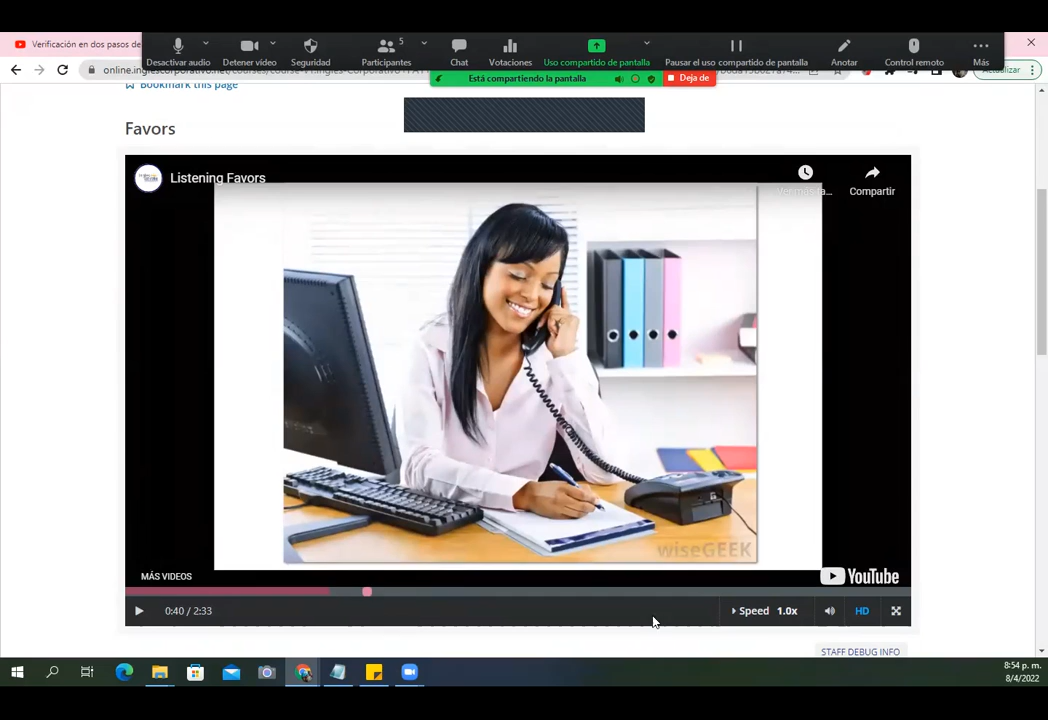 Verificación en dos pasos de
Desactivar audio
Detener video
Seguridad
5
Participantes
Chat
Votaciones
Uso compartido de pantalla
Pausar el uso compartido de pantalla
Anotar
Control remoto
Más
Está compartiendo la pantalla
Deja de
Actualizar
Bookmark this page
Favors
Listening Favors
Compartir
wiseGEEK
MÁS VIDEOS
YouTube
0:40 / 2:33
Speed 1.0x
HD
STAFF DEBUG INFO
8:54 p. m.
8/4/2022